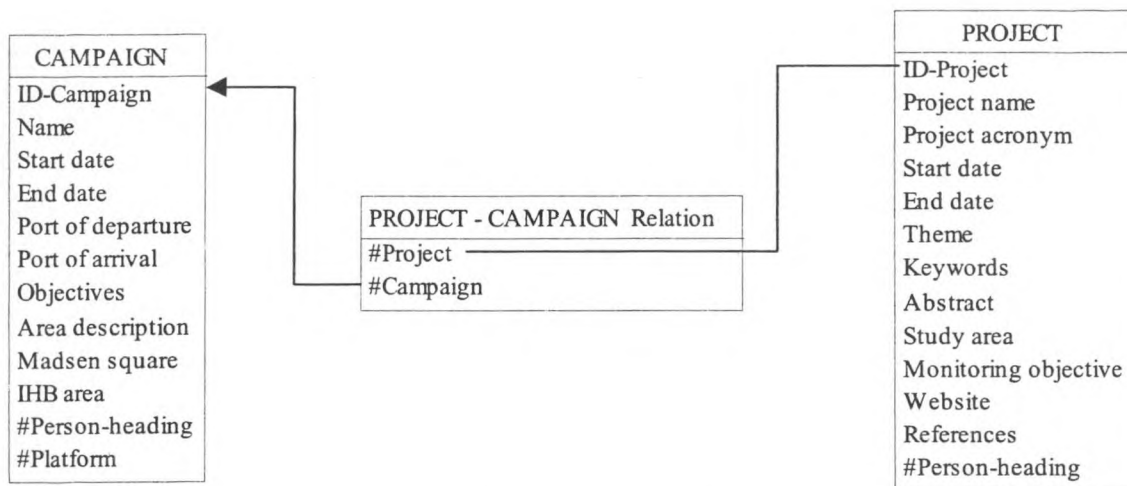 CAMPAIGN
ID-Campaign
Name
Start date
End date
Port of departure
Port of arrival
Objectives
Area description
Madsen square
IHB area
#Person-heading
#Platform
PROJECT - CAMPAIGN Relation
#Project
#Campaign
PROJECT
ID-Project
Project name
Project acronym
Start date
End date
Theme
Keywords
Abstract
Study area
Monitoring objective
Website
References
#Person-heading